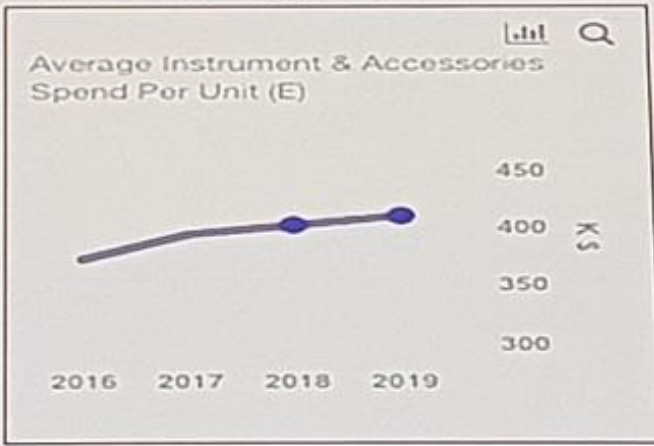 Average Instrument & Accessories
Spend Per Unit (E)
450
400
350
300
K$
2016 2017 2018 2019